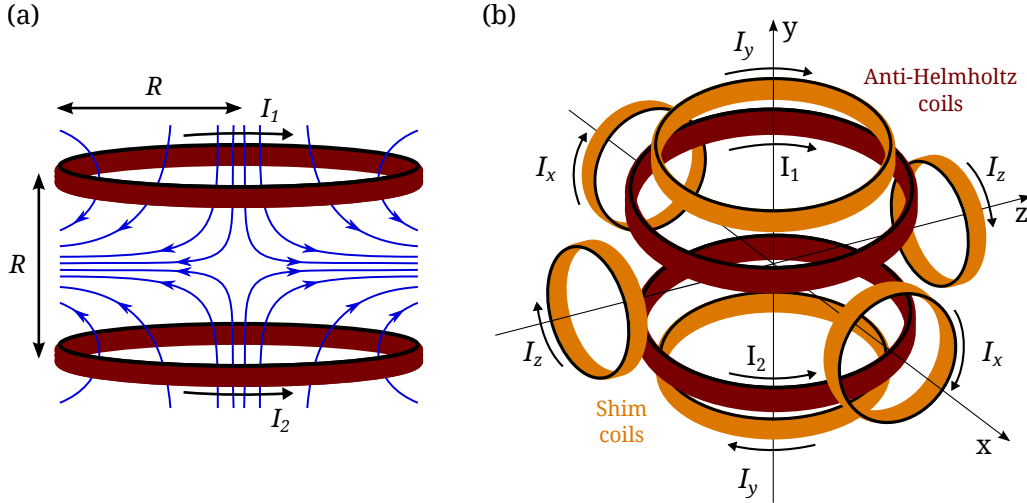 (a)
R
I1
R
I2
(b)
y
Iy
Anti-Helmholtz
coils
I1
Ix
Iz
z
Iz
I2
Ix
Shim
coils
x
Iy